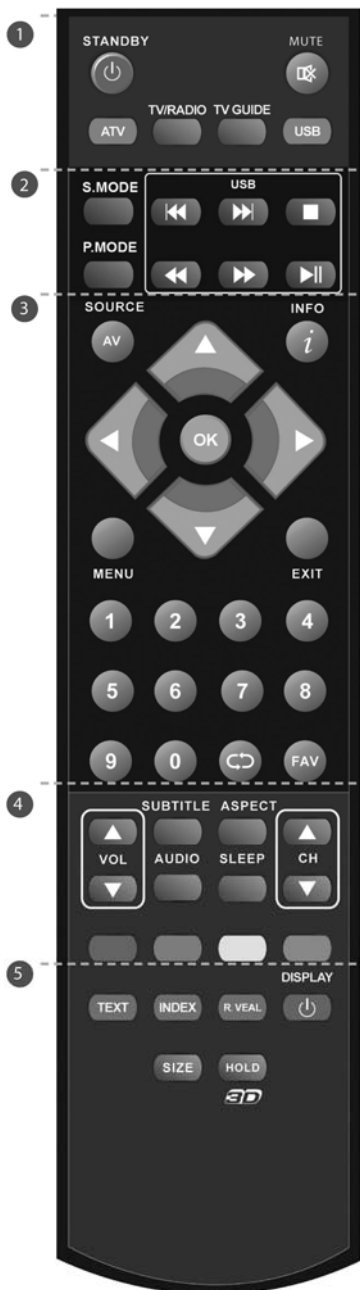 1
STANDBY MUTE
TV/RADIO TV GUIDE
ATV USB
2
S.MODE USB
P.MODE
3
SOURCE INFO
AV i
OK
MENU EXIT
1 2 3 4
5 6 7 8
9 0 FAV
4
SUBTITLE ASPECT
VOL AUDIO SLEEP CH
5
DISPLAY
TEXT INDEX R.VEAL
SIZE HOLD
3D